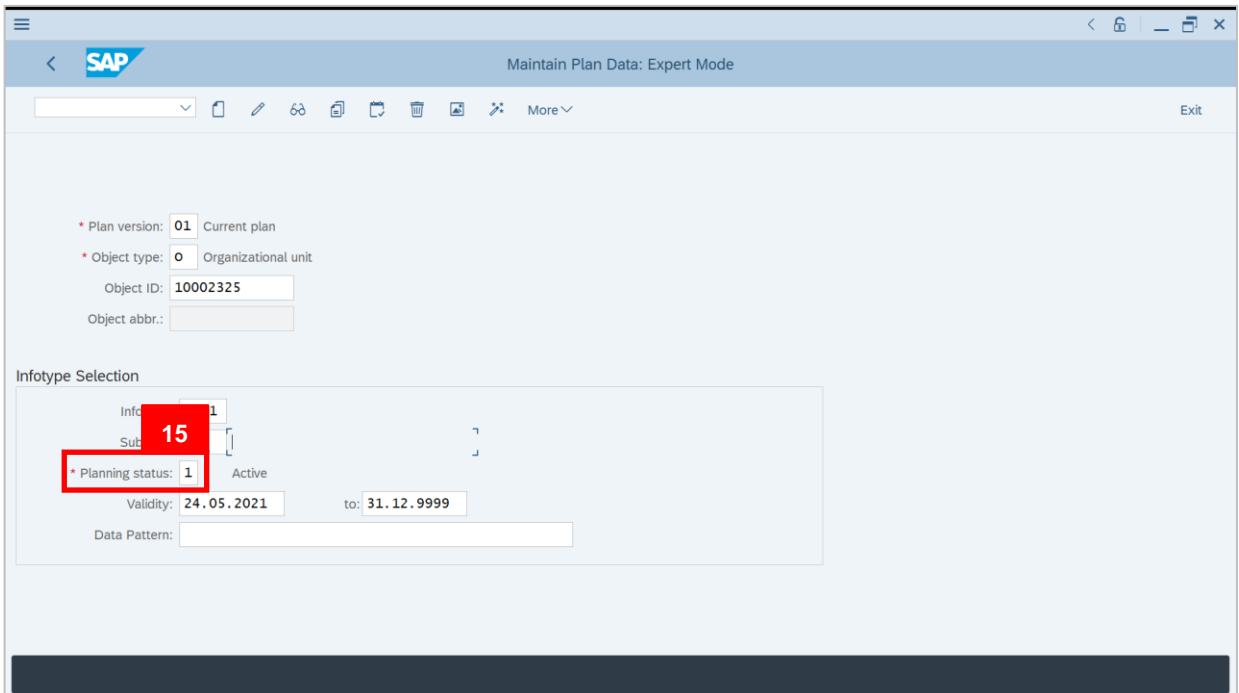 SAP
Maintain Plan Data: Expert Mode
More
Exit
* Plan version: 01 Current plan
* Object type: O Organizational unit
Object ID: 10002325
Object abbr.:
Infotype Selection
1
15
* Planning status: 1 Active
Validity: 24.05.2021 to: 31.12.9999
Data Pattern: